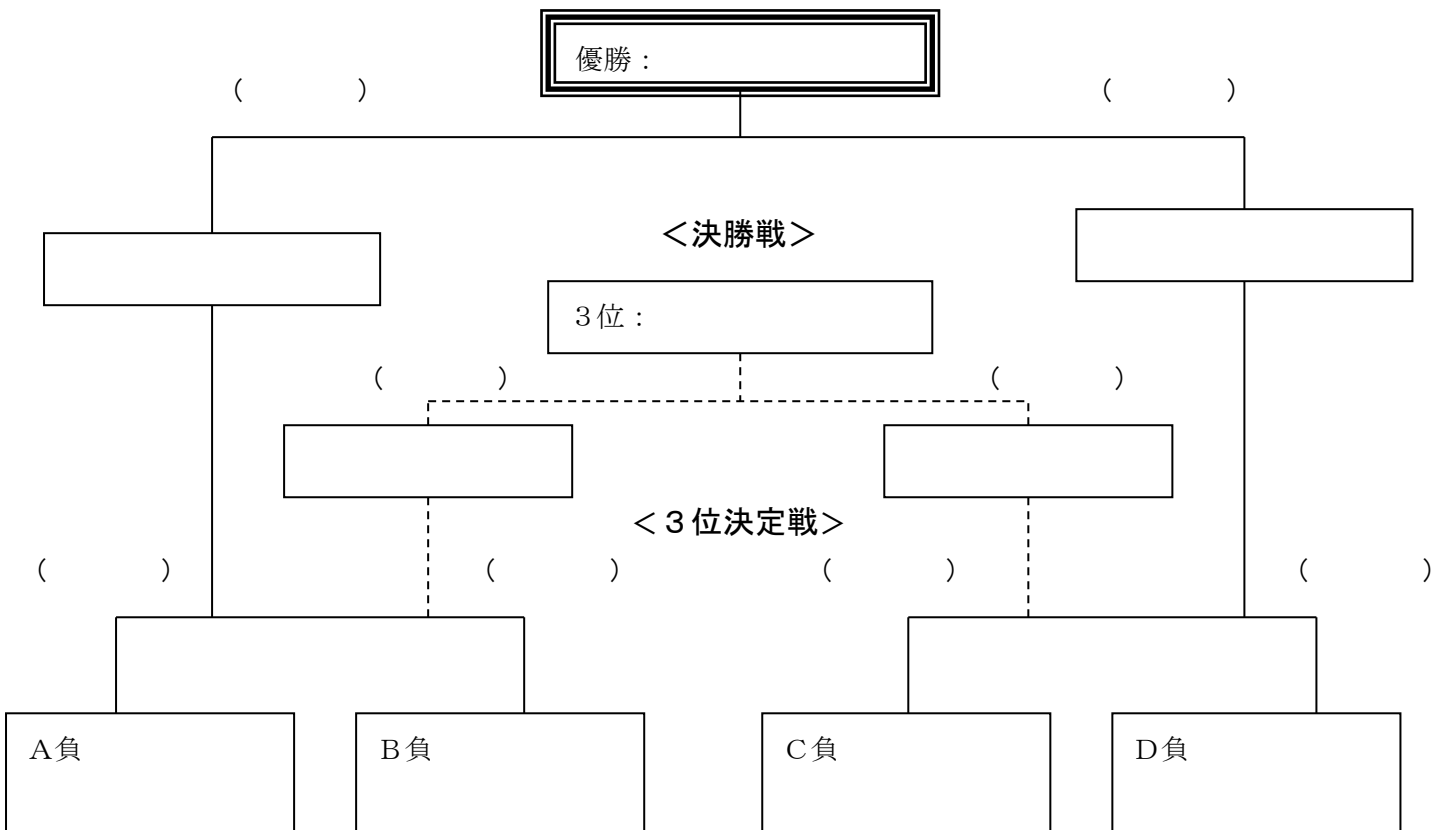 優勝：
（　　　）　（　　　）
＜決勝戦＞
３位：
（　　　）　（　　　）
＜３位決定戦＞
（　　　）　（　　　）　（　　　）　（　　　）
Ａ負　Ｂ負　Ｃ負　Ｄ負